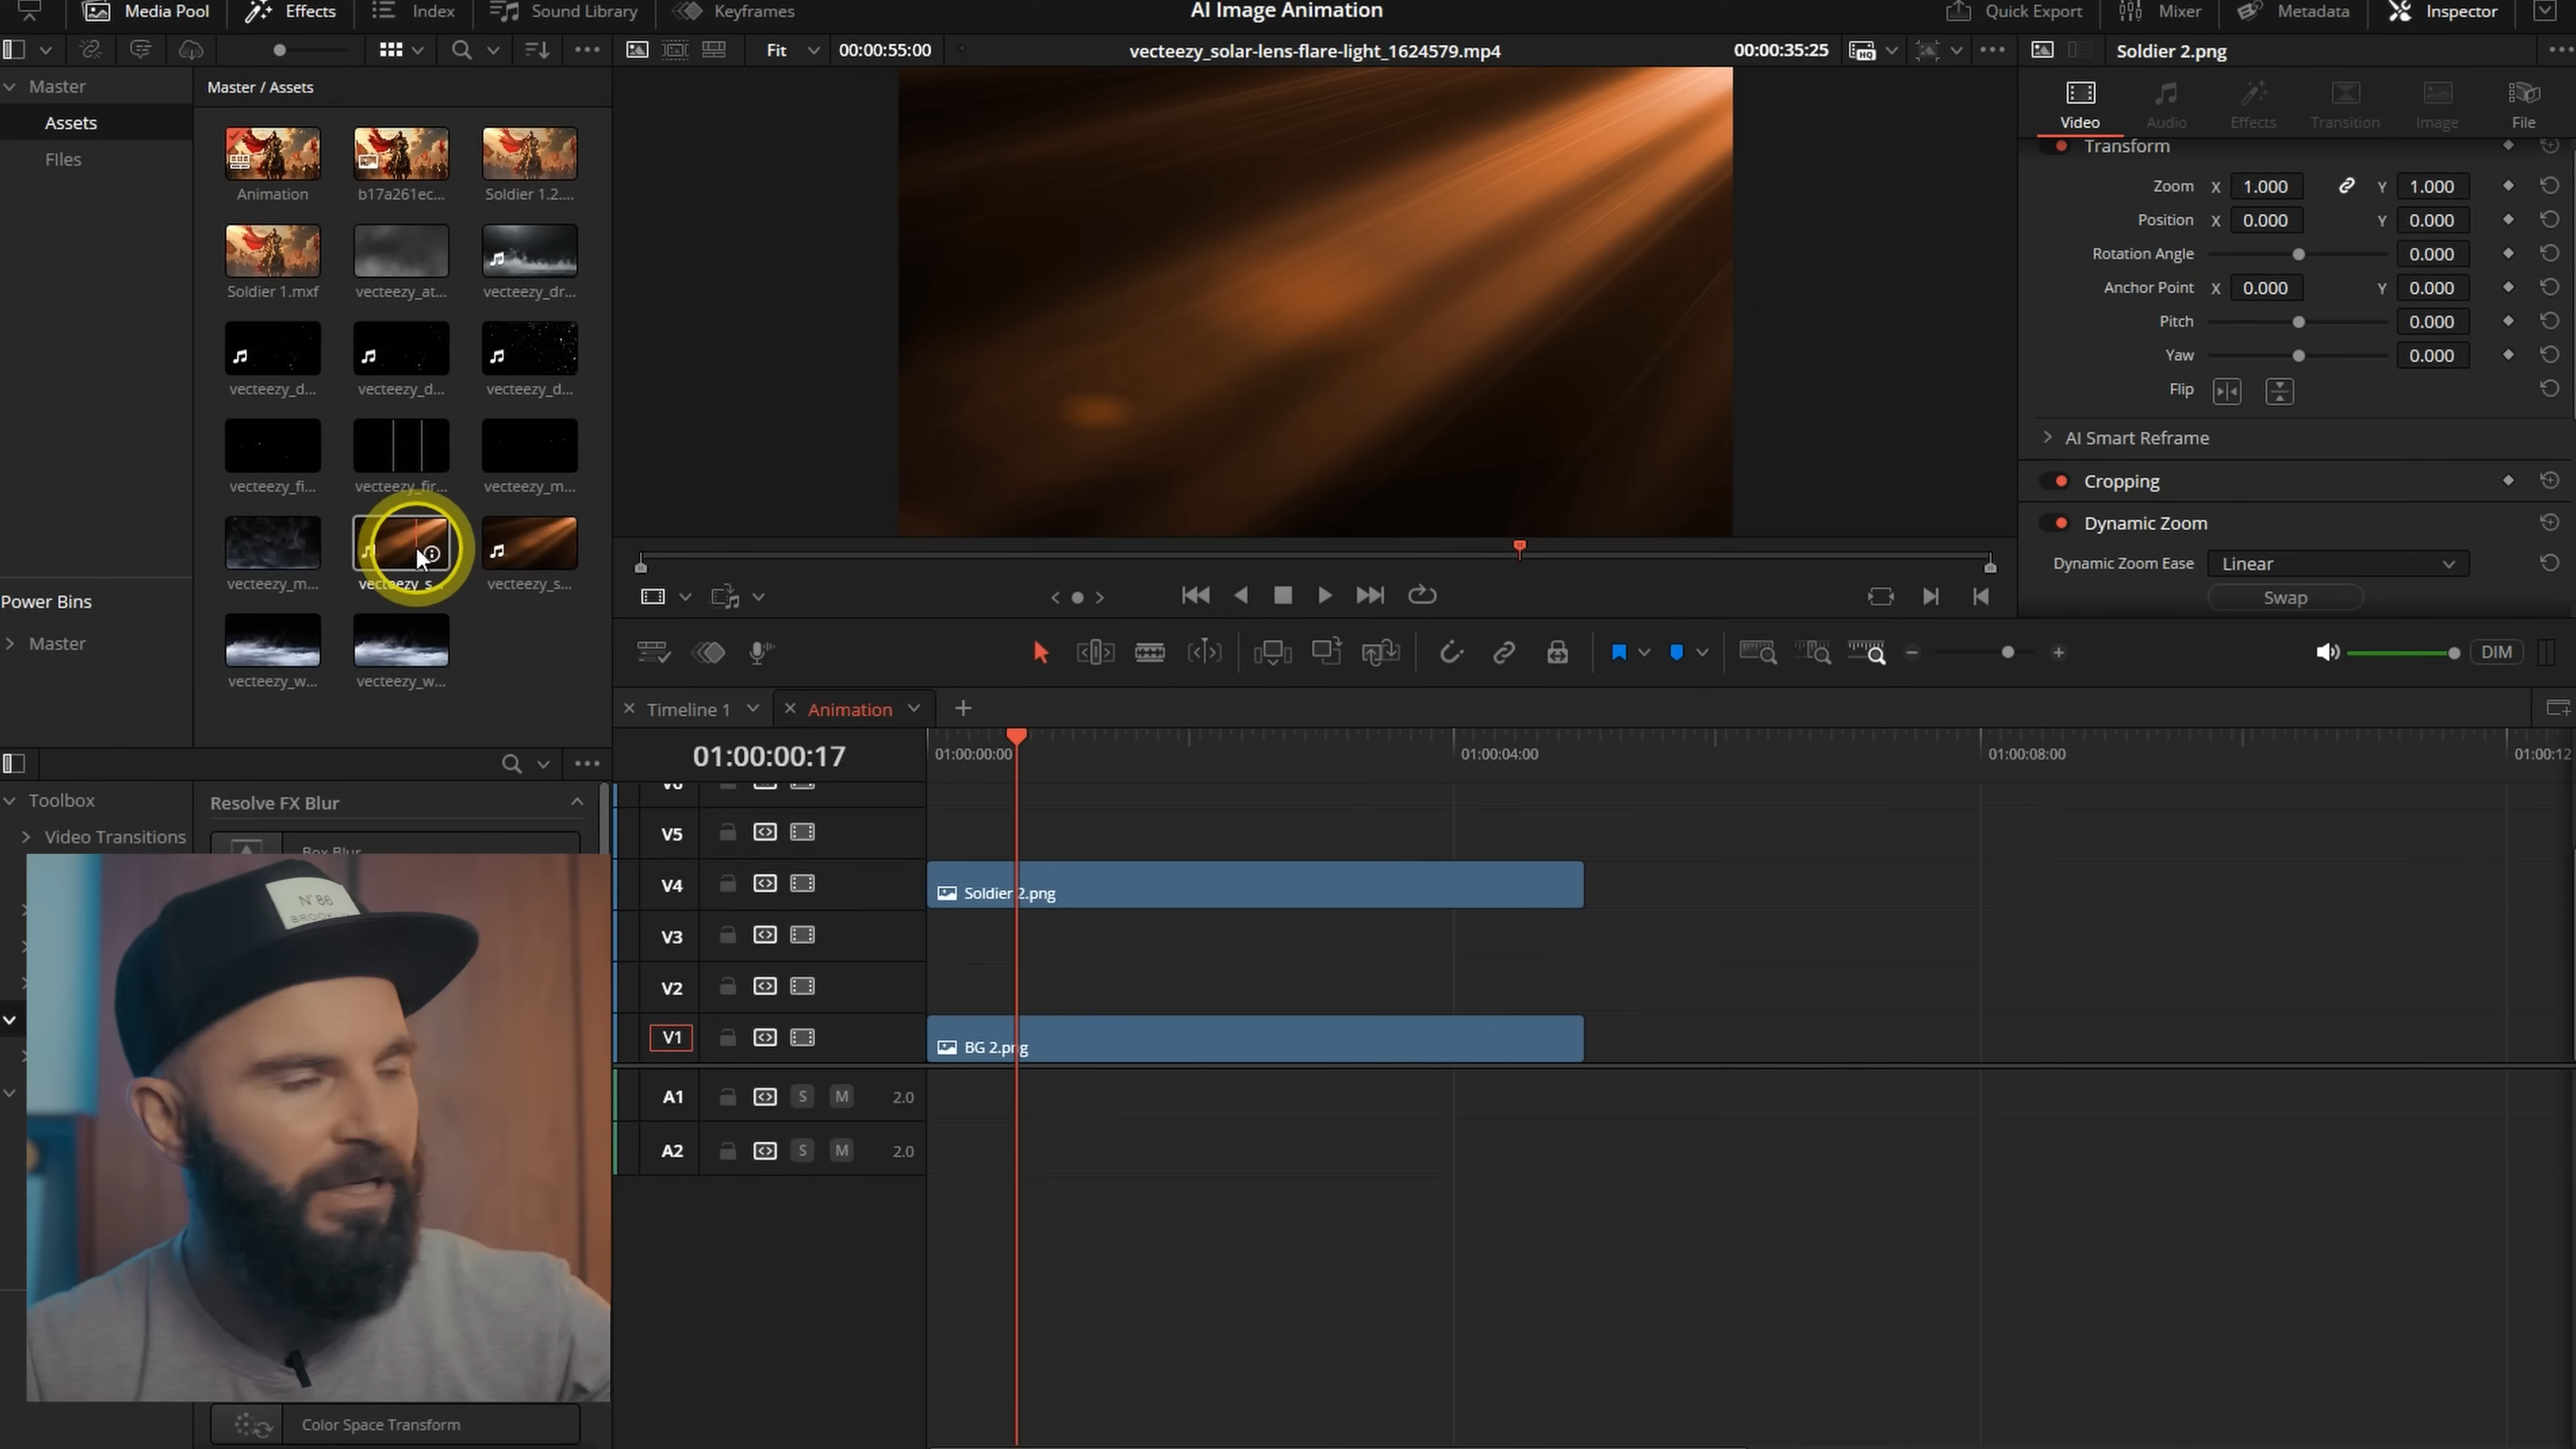 Media Pool Effects Index Sound Library Keyframes AI Image Animation Quick Export Mixer Metadata Inspector
Fit 00:00:55:00 vecteezy_solar-lens-flare-light_1624579.mp4 00:00:35:25 Soldier 2.png
Master
Assets
FIles
Master / Assets
Animation b17a261ec... Soldier 1.2....
Soldier 1.mxf vecteezy_at... vecteezy_dr...
vecteezy_d... vecteezy_d... vecteezy_d...
vecteezy_fi... vecteezy_fir... vecteezy_m...
vecteezy_m... vecteezy_s... vecteezy_s...
vecteezy_w... vecteezy_w...
Power Bins
Master
Video Audio Effects Transition Image File
Transform
Zoom X 1.000 Y 1.000
Position X 0.000 Y 0.000
Rotation Angle 0.000
Anchor Point X 0.000 Y 0.000
Pitch 0.000
Yaw 0.000
Flip
AI Smart Reframe
Cropping
Dynamic Zoom
Dynamic Zoom Ease Linear
Swap
DIM
Timeline 1 Animation
01:00:00:17 01:00:00:00 01:00:04:00 01:00:08:00 01:00:12
Toolbox
Video Transitions
Resolve FX Blur
Box Blur
N° 86
Color Space Transform
V6
V5
V4 Soldier 2.png
V3
V2
V1 BG 2.png
A1 S M 2.0
A2 S M 2.0